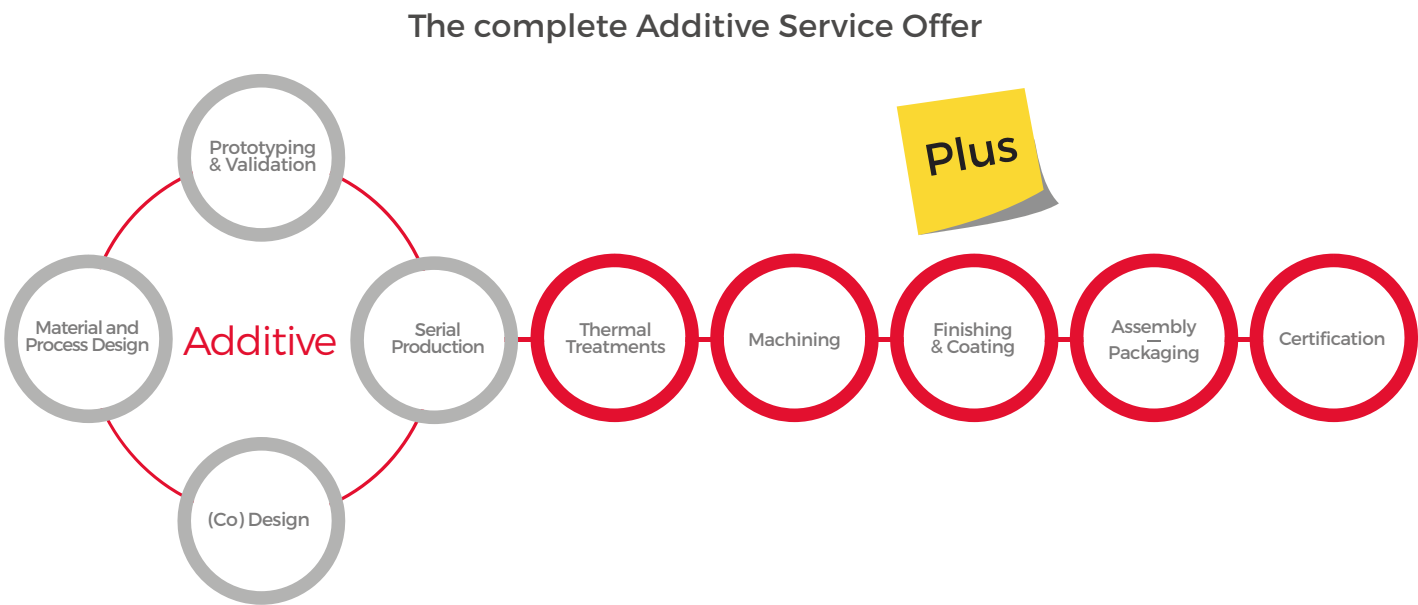 The complete Additive Service Offer
Plus
Prototyping
& Validation
Material and
Process Design
Additive
Serial
Production
(Co) Design
Thermal
Treatments
Machining
Finishing
& Coating
Assembly
—
Packaging
Certification